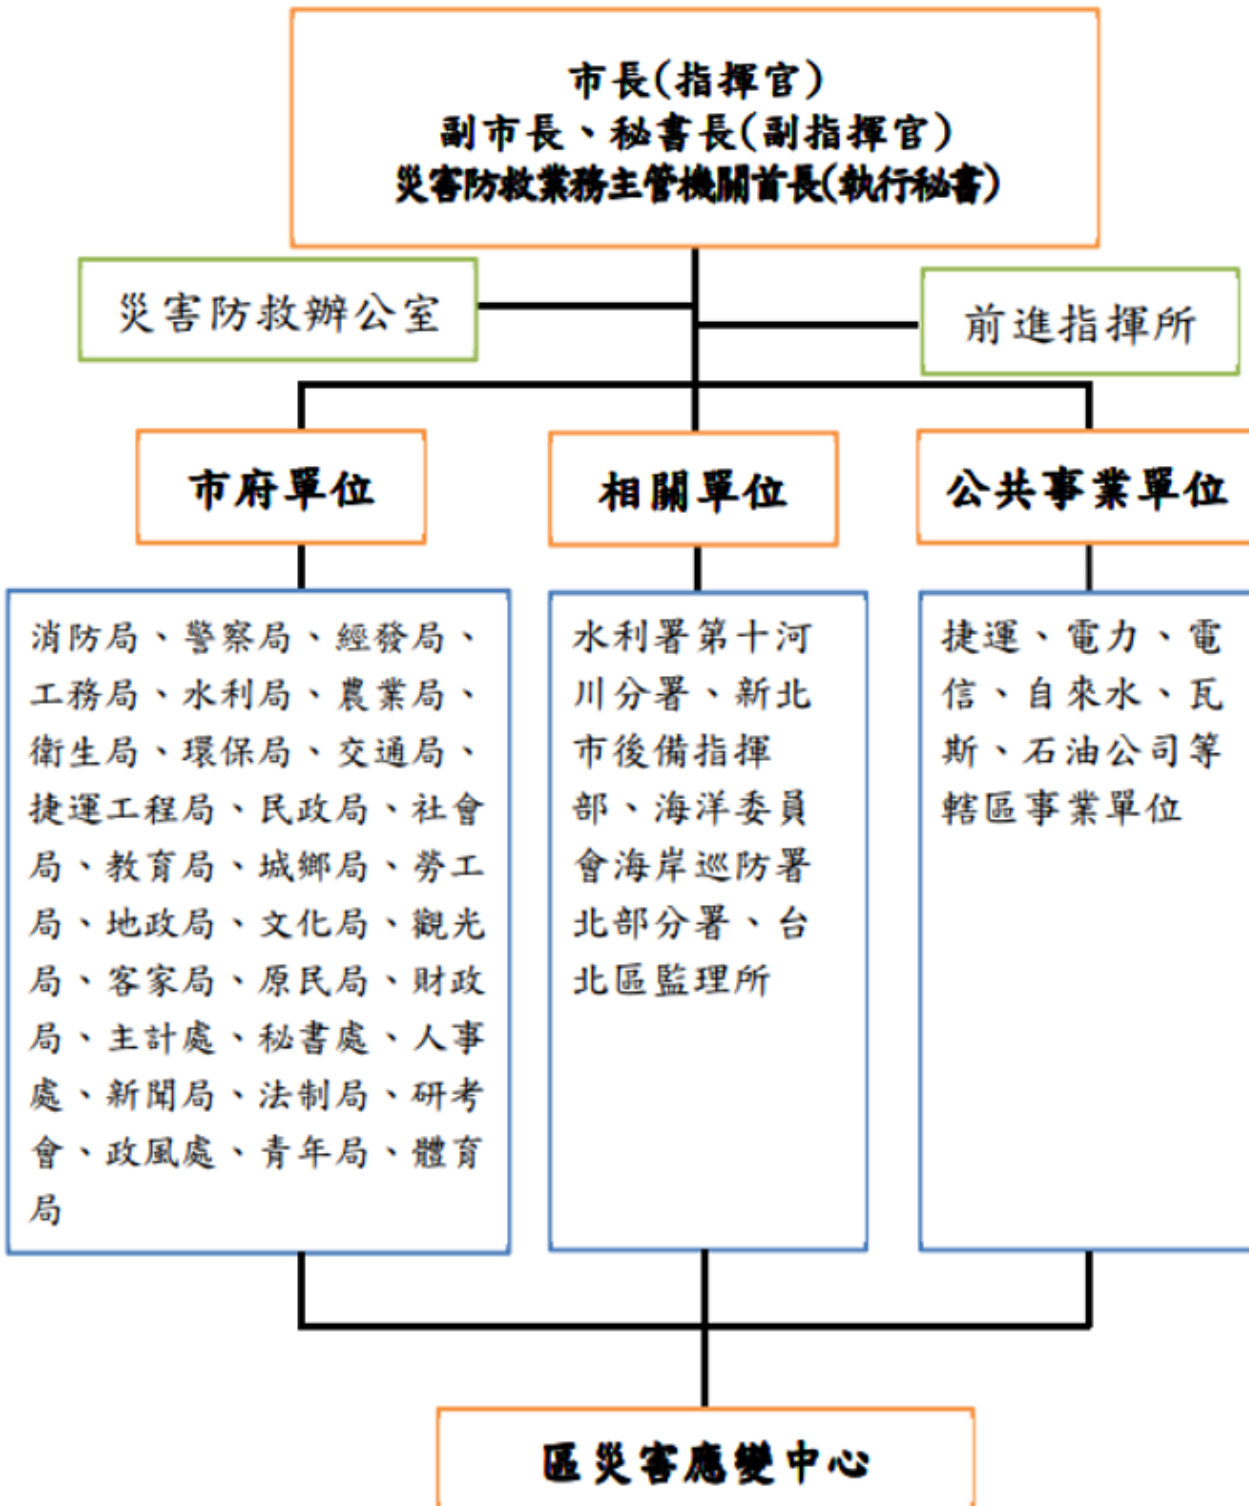 市長(指揮官)
副市長、秘書長(副指揮官)
災害防救業務主管機關首長(執行秘書)
災害防救辦公室
前進指揮所
市府單位
相關單位
公共事業單位
消防局、警察局、經發局、
工務局、水利局、農業局、
衛生局、環保局、交通局、
捷運工程局、民政局、社會
局、教育局、城鄉局、勞工
局、地政局、文化局、觀光
局、客家局、原民局、財政
局、主計處、秘書處、人事
處、新聞局、法制局、研考
會、政風處、青年局、體育
局
水利署第十河
川分署、新北
市後備指揮
部、海洋委員
會海岸巡防署
北部分署、台
北區監理所
捷運、電力、電
信、自來水、瓦
斯、石油公司等
轄區事業單位
區災害應變中心